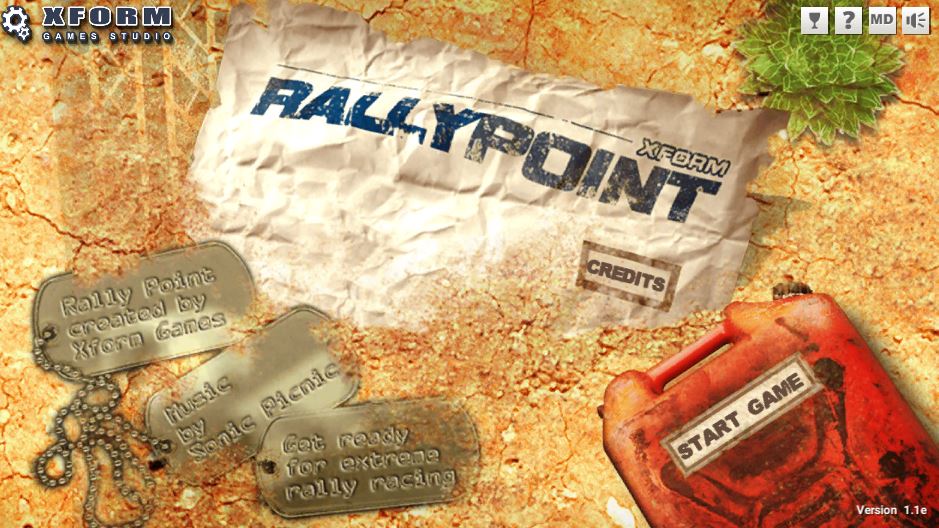 XFORM
GAMES STUDIO
?
MD
RALLYPOINT
XFORM
CREDITS
Rally Point
created by
Xform Games
Music
by
Sonic Picnic
Get ready
for extreme
rally racing
START GAME
Version 1.1e